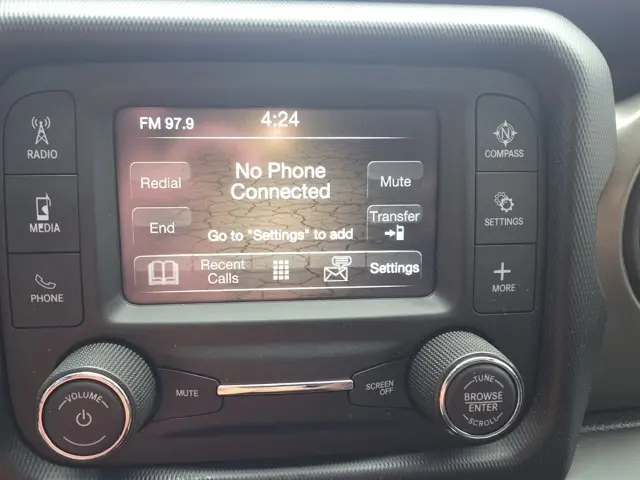 FM 97.9
4:24
RADIO
COMPASS
N
Redial
No Phone
Connected
Mute
MEDIA
SETTINGS
End
Transfer
Go to "Settings" to add
PHONE
Recent
Calls
Settings
MORE
VOLUME
MUTE
SCREEN
OFF
TUNE
BROWSE
ENTER
SCROLL